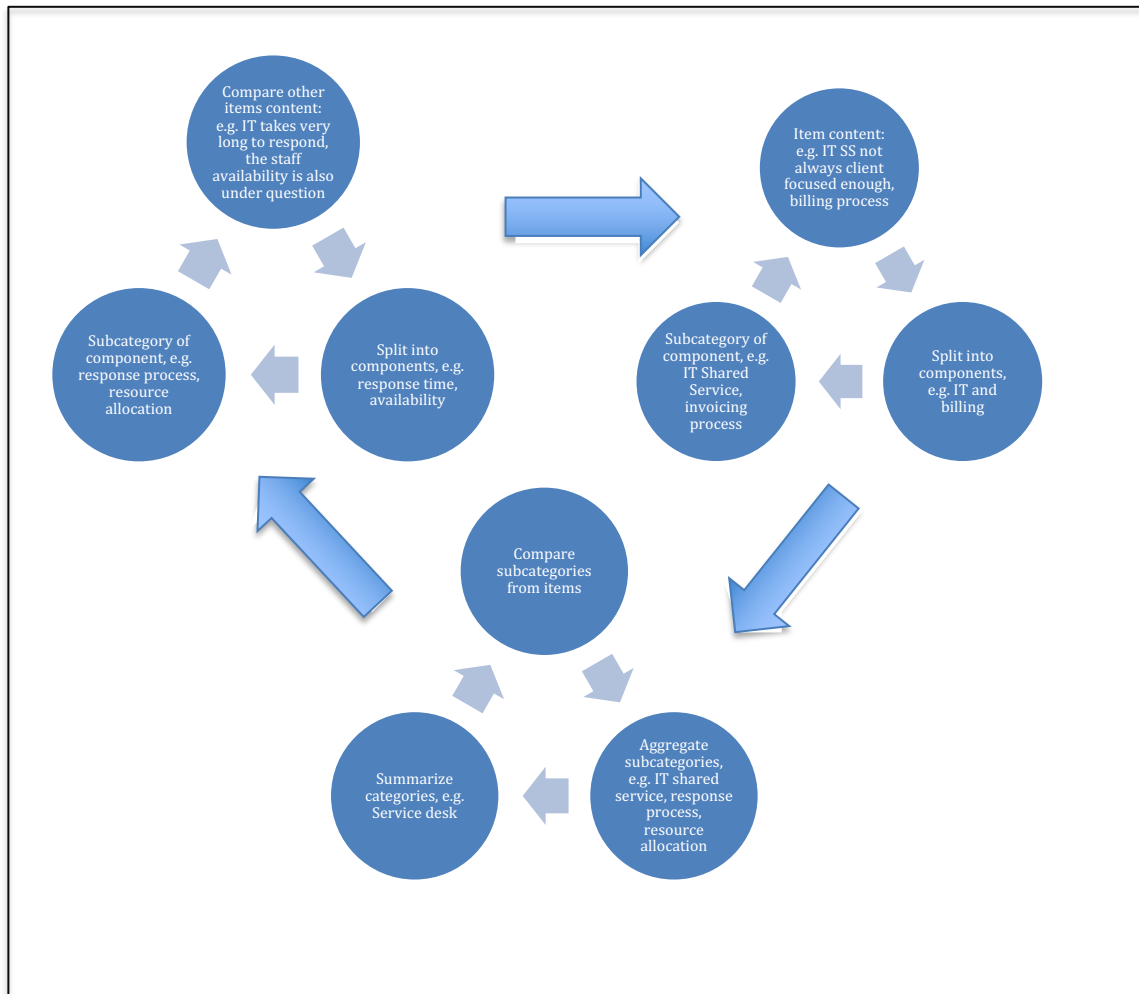 Compare other
items content:
e.g. IT takes very
long to respond,
the staff
availability is also
under question
Split into
components, e.g.
response time,
availability
Subcategory of
component, e.g.
response process,
resource
allocation
Item content:
e.g. IT SS not
always client
focused enough,
billing process
Split into
components,
e.g. IT and
billing
Subcategory of
component, e.g.
IT Shared
Service,
invoicing
process
Compare
subcategories
from items
Aggregate
subcategories,
e.g. IT shared
service, response
process,
resource
allocation
Summarize
categories, e.g.
Service desk